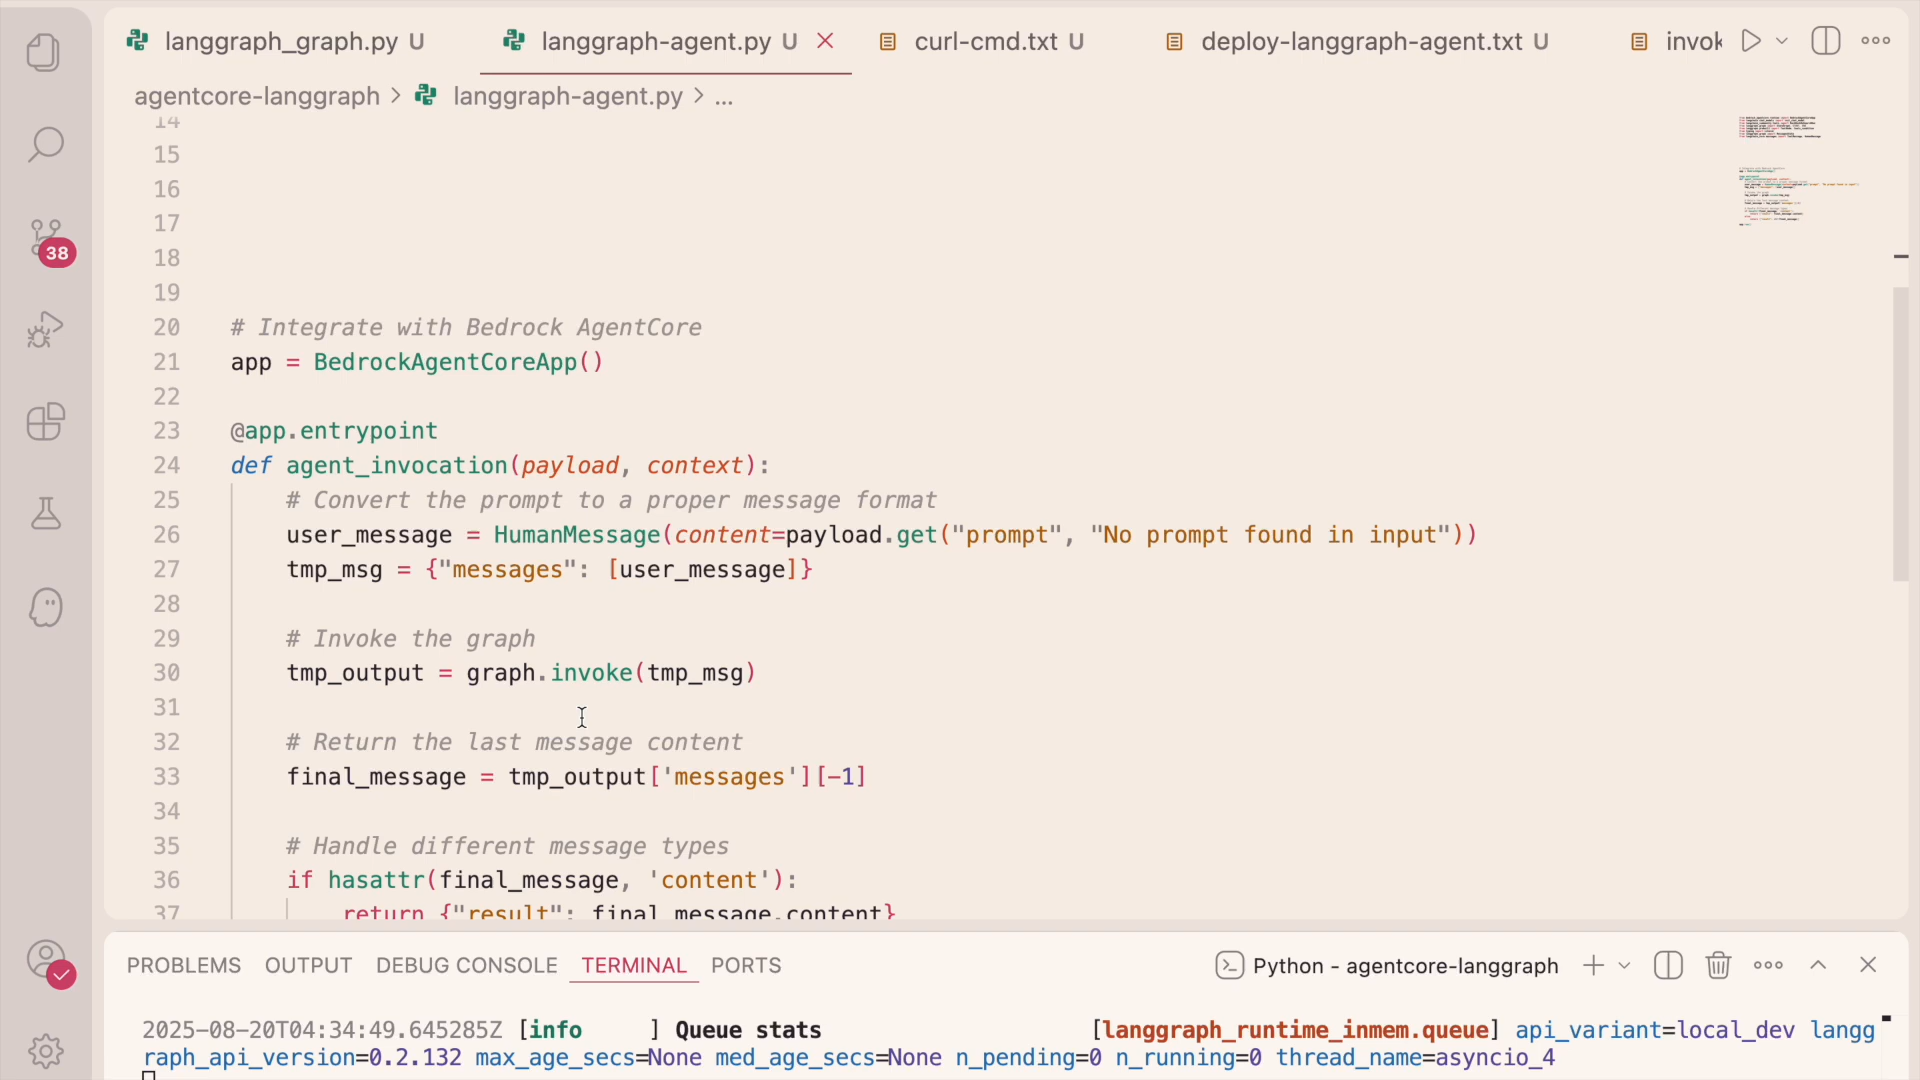 langgraph_graph.py U
langgraph-agent.py U
curl-cmd.txt U
deploy-langgraph-agent.txt U
invok
agentcore-langgraph > langgraph-agent.py > ...
14
15
16
17
18
19
20 # Integrate with Bedrock AgentCore
21 app = BedrockAgentCoreApp()
22
23 @app.entrypoint
24 def agent_invocation(payload, context):
25 # Convert the prompt to a proper message format
26 user_message = HumanMessage(content=payload.get("prompt", "No prompt found in input"))
27 tmp_msg = {"messages": [user_message]}
28
29 # Invoke the graph
30 tmp_output = graph.invoke(tmp_msg)
31
32 # Return the last message content
33 final_message = tmp_output['messages'][-1]
34
35 # Handle different message types
36 if hasattr(final_message, 'content'):
37 return {"result": final_message.content}
38
PROBLEMS OUTPUT DEBUG CONSOLE TERMINAL PORTS
Python - agentcore-langgraph
2025-08-20T04:34:49.645285Z [info ] Queue stats [langgraph_runtime_inmem.queue] api_variant=local_dev langg
raph_api_version=0.2.132 max_age_secs=None med_age_secs=None n_pending=0 n_running=0 thread_name=asyncio_4